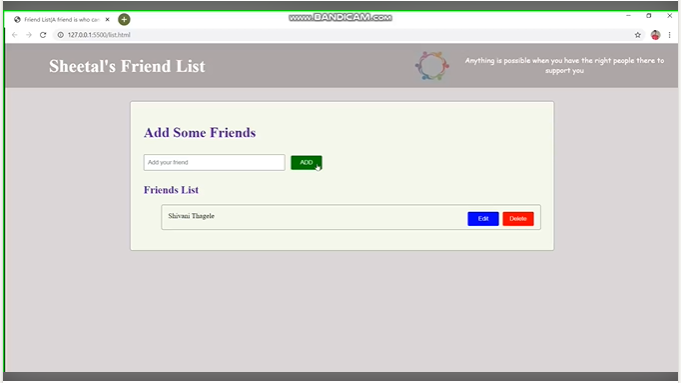 www.BANDICAM.com
Friend List(A friend is who cor
127.0.0.1:5500/list.html
Sheetal's Friend List
Anything is possible when you have the right people there to
support you
Add Some Friends
Add your friend
ADD
Friends List
Shivani Thagele
Edit
Delete